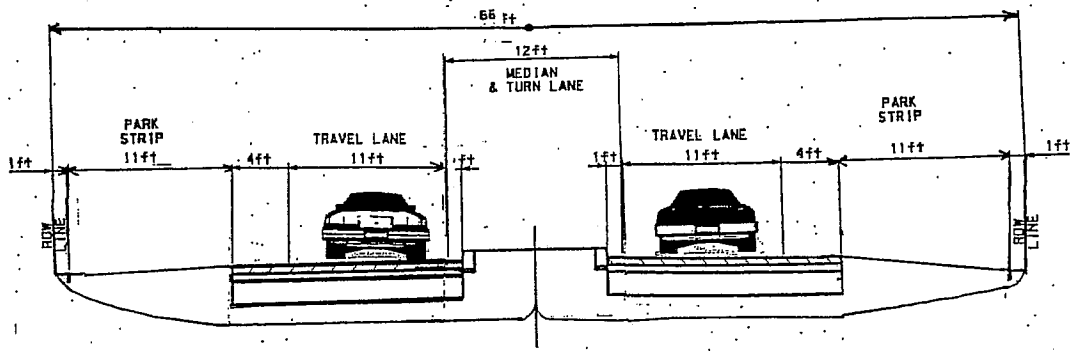 66 ft
12ft
MEDIAN
& TURN LANE
PARK
STRIP
11ft
1ft
4ft
TRAVEL LANE
11ft
1ft
TRAVEL LANE
11ft
4ft
PARK
STRIP
11ft
1ft
ROW
LINE
ROW
LINE